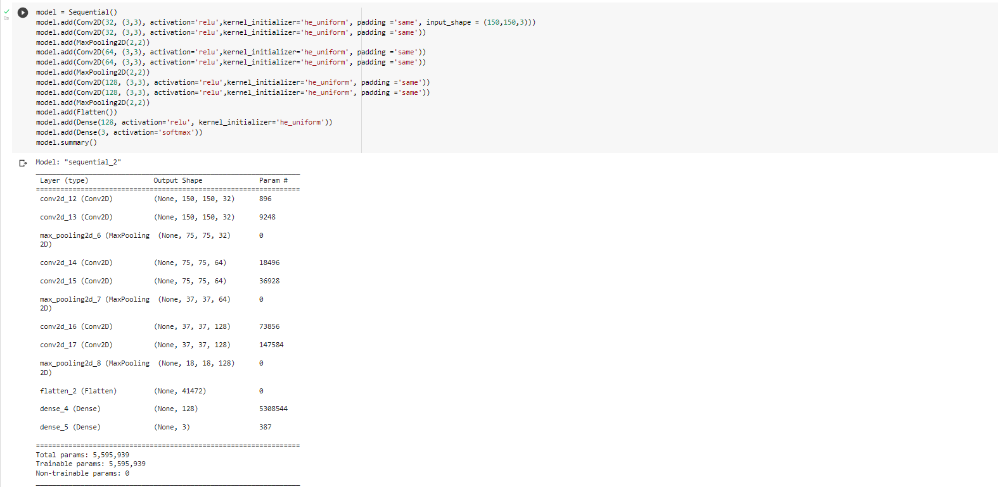 0s
model = Sequential()
model.add(Conv2D(32, (3,3), activation='relu',kernel_initializer='he_uniform', padding ='same', input_shape = (150,150,3)))
model.add(Conv2D(32, (3,3), activation='relu',kernel_initializer='he_uniform', padding ='same'))
model.add(MaxPooling2D(2,2))
model.add(Conv2D(64, (3,3), activation='relu',kernel_initializer='he_uniform', padding ='same'))
model.add(Conv2D(64, (3,3), activation='relu',kernel_initializer='he_uniform', padding ='same'))
model.add(MaxPooling2D(2,2))
model.add(Conv2D(128, (3,3), activation='relu',kernel_initializer='he_uniform', padding ='same'))
model.add(Conv2D(128, (3,3), activation='relu',kernel_initializer='he_uniform', padding ='same'))
model.add(MaxPooling2D(2,2))
model.add(Flatten())
model.add(Dense(128, activation='relu', kernel_initializer='he_uniform'))
model.add(Dense(3, activation='softmax'))
model.summary()
Model: "sequential_2"
Layer (type) Output Shape Param #
=================================================================
conv2d_12 (Conv2D) (None, 150, 150, 32) 896
conv2d_13 (Conv2D) (None, 150, 150, 32) 9248
max_pooling2d_6 (MaxPooling (None, 75, 75, 32) 0
2D)
conv2d_14 (Conv2D) (None, 75, 75, 64) 18496
conv2d_15 (Conv2D) (None, 75, 75, 64) 36928
max_pooling2d_7 (MaxPooling (None, 37, 37, 64) 0
2D)
conv2d_16 (Conv2D) (None, 37, 37, 128) 73856
conv2d_17 (Conv2D) (None, 37, 37, 128) 147584
max_pooling2d_8 (MaxPooling (None, 18, 18, 128) 0
2D)
flatten_2 (Flatten) (None, 41472) 0
dense_4 (Dense) (None, 128) 5308544
dense_5 (Dense) (None, 3) 387
=================================================================
Total params: 5,595,939
Trainable params: 5,595,939
Non-trainable params: 0